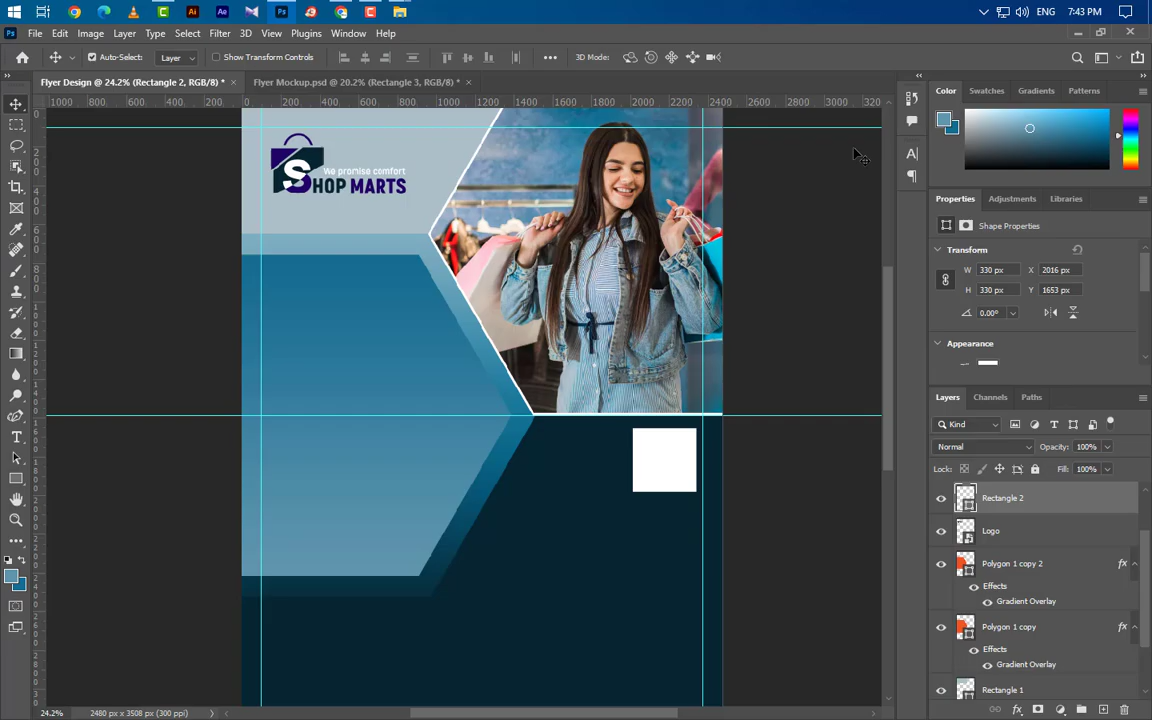 ENG 7:43 PM
Ps File Edit Image Layer Type Select Filter 3D View Plugins Window Help
Auto-Select: Layer Show Transform Controls 3D Mode:
Flyer Design @ 24.2% (Rectangle 2, RGB/8) * × Flyer Mockup.psd @ 20.2% (Rectangle 3, RGB/8) * ×
1000 800 600 400 200 0 200 400 600 800 1000 1200 1400 1600 1800 2000 2200 2400 2600 2800 3000 320
We promise comfort
SHOP MARTS
Color Swatches Gradients Patterns
Properties Adjustments Libraries
Shape Properties
Transform
W 330 px X 2016 px
H 330 px Y 1653 px
0.00°
Appearance
Layers Channels Paths
Kind
Normal Opacity: 100%
Lock: Fill: 100%
Rectangle 2
Logo
Polygon 1 copy 2 fx
Effects
Gradient Overlay
Polygon 1 copy fx
Effects
Gradient Overlay
Rectangle 1
24.2% 2480 px x 3508 px (300 ppi)